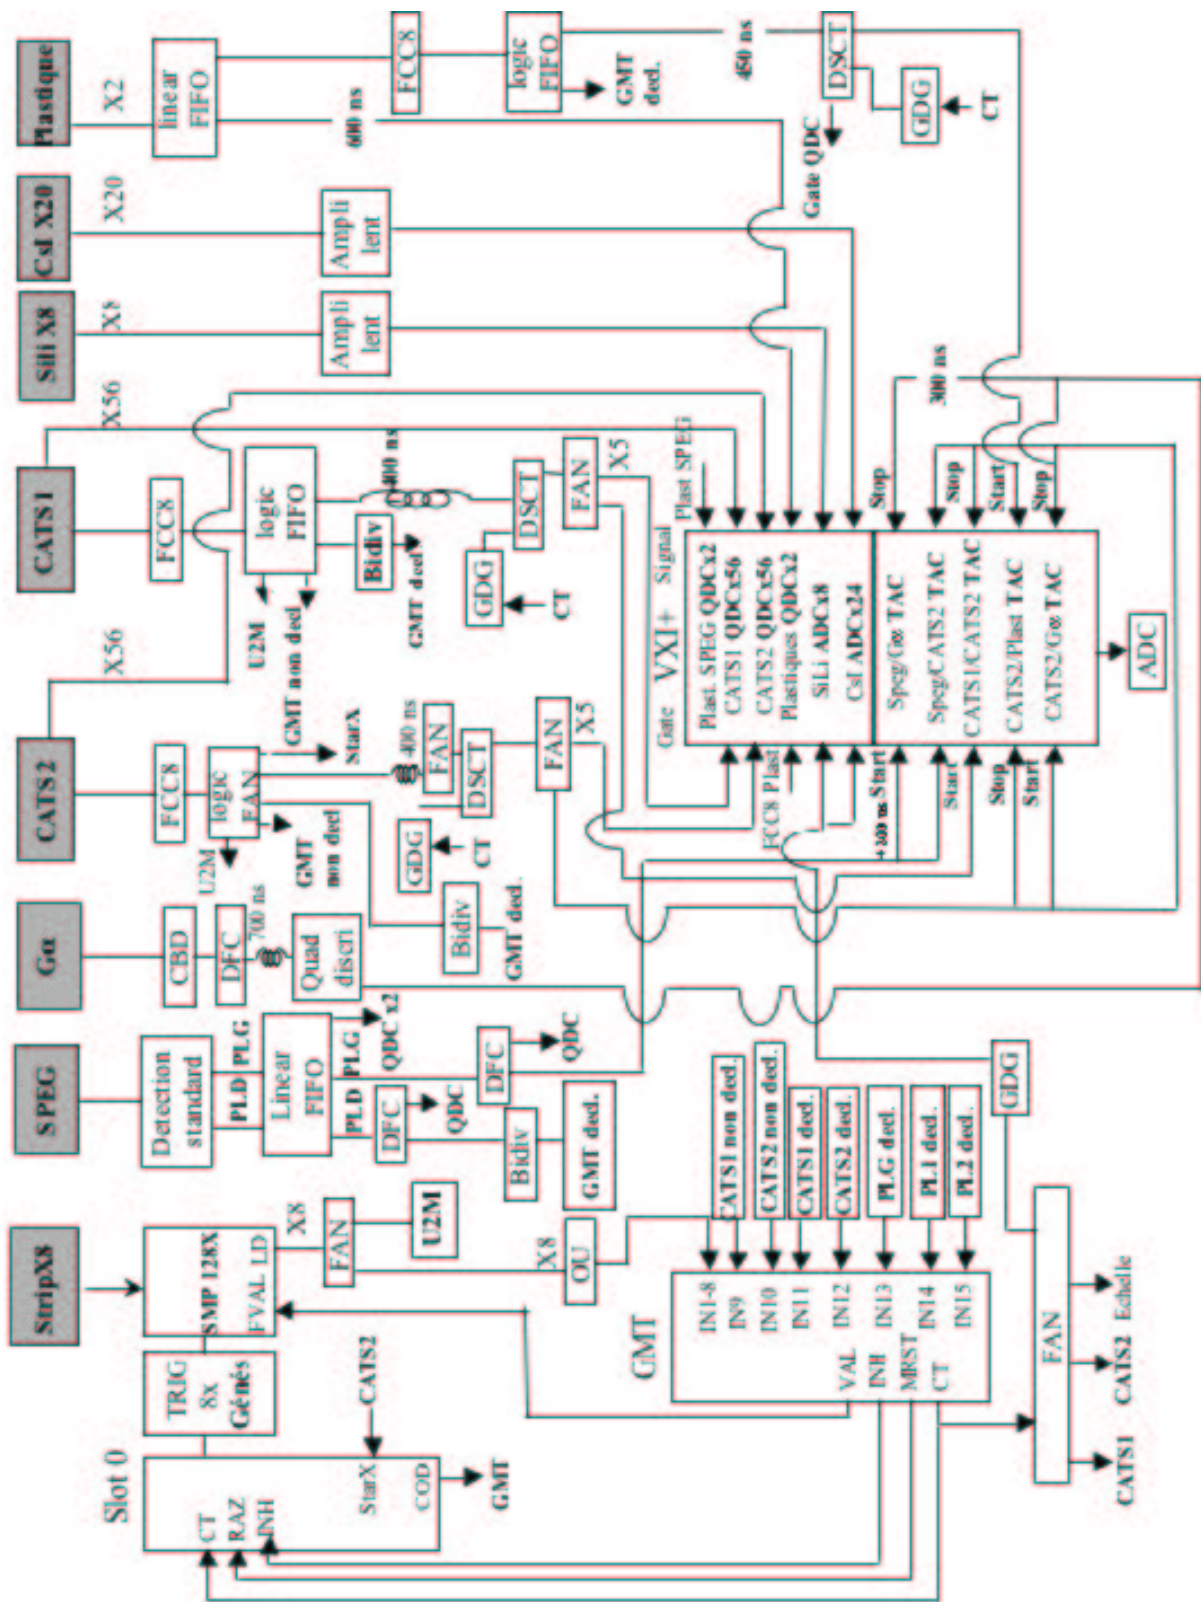 Slot 0
CT
RAZ
INH
StarX
COD
GMT
CATS2
TRIG
8x
Génés
StripX8
SMP 128X
FVAL LD
X8
FAN
U2M
X8
OU
SPEG
Detection
standard
PLD
PLG
Linear
FIFO
PLD
PLG
QDC x2
DFC
QDC
DFC
QDC
Bidiv
GMT ded.
Gα
CBD
DFC
700 ns
Quad
discri
CATS 2
X56
FCC8
logic
FAN
U2M
GMT
non ded
GMT non ded
StarX
400 ns
FAN
DSCT
GDG
CT
Bidiv
GMT ded.
FAN
X5
CATS 1
X56
FCC8
logic
FIFO
U2M
Bidiv
GMT ded
400 ns
GDG
CT
DSCT
FAN
X5
Sili X8
X8
Ampli
lent
CsI X20
X20
Ampli
lent
Plastique
X2
linear
FIFO
600 ns
FCC8
logic
FIFO
GMT
ded.
450 ns
DSCT
Gate QDC
GDG
CT
Gate VXI+ Signal
Plast SPEG
FCC8 Plast
Plast. SPEG QDCx2
CATS1 QDCx56
CATS2 QDCx56
Plastiques QDCx2
SiLi ADCx8
CsI ADCx24
Speg/Gα TAC
Speg/CATS2 TAC
CATS1/CATS2 TAC
CATS2/Plast TAC
CATS2/Gα TAC
+200 ns Start
Start
Stop
Start
Stop
Stop
Start
Stop
300 ns
ADC
GMT
VAL
INH
MRST
CT
IN1-8
IN9
IN10
IN11
IN12
IN13
IN14
IN15
CATS1 non ded.
CATS2 non ded.
CATS1 ded.
CATS2 ded.
PLG ded.
PL1 ded.
PL2 ded.
GDG
FAN
CATS1
CATS2
Echelle